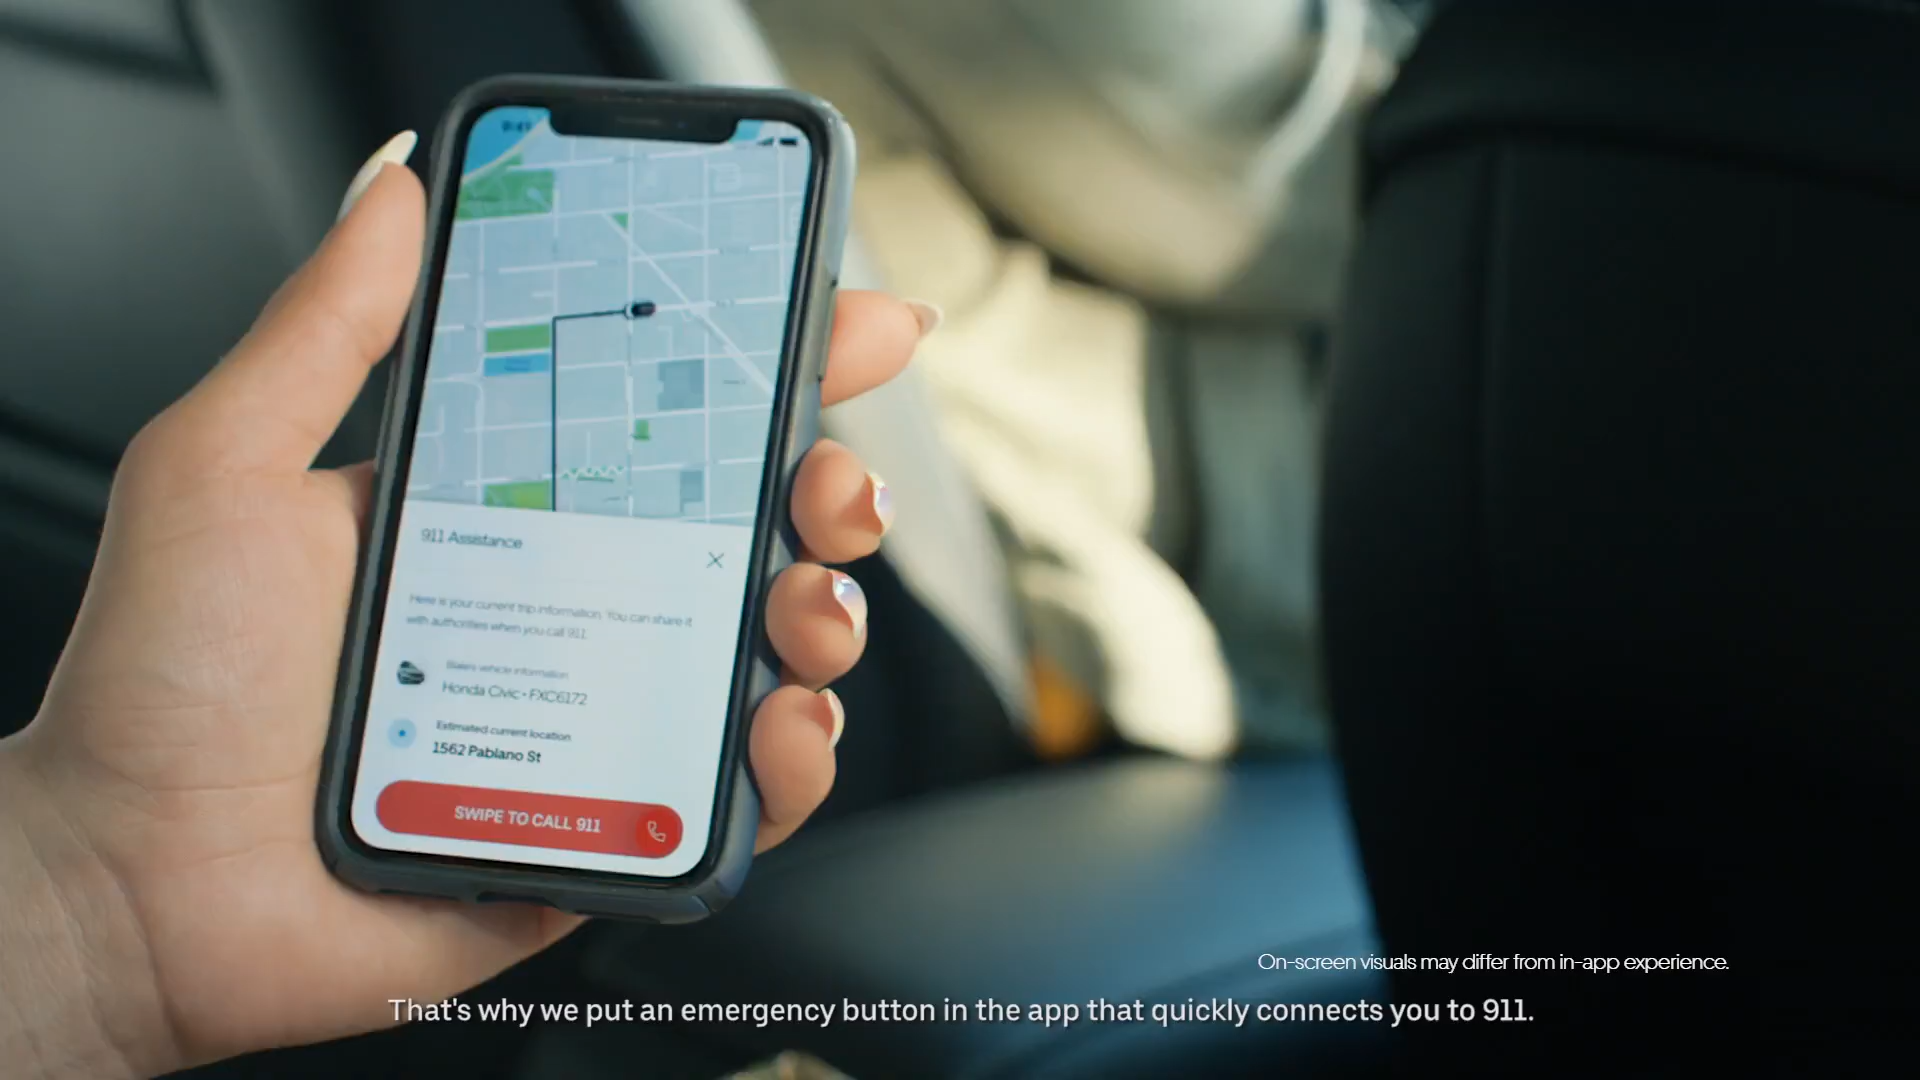 9:41
911 Assistance
Here is your current trip information. You can share it
with authorities when you call 911
Blake's vehicle information
Honda Civic • FXC6172
Estimated current location
1562 Pablano St
SWIPE TO CALL 911
On-screen visuals may differ from in-app experience.
That's why we put an emergency button in the app that quickly connects you to 911.